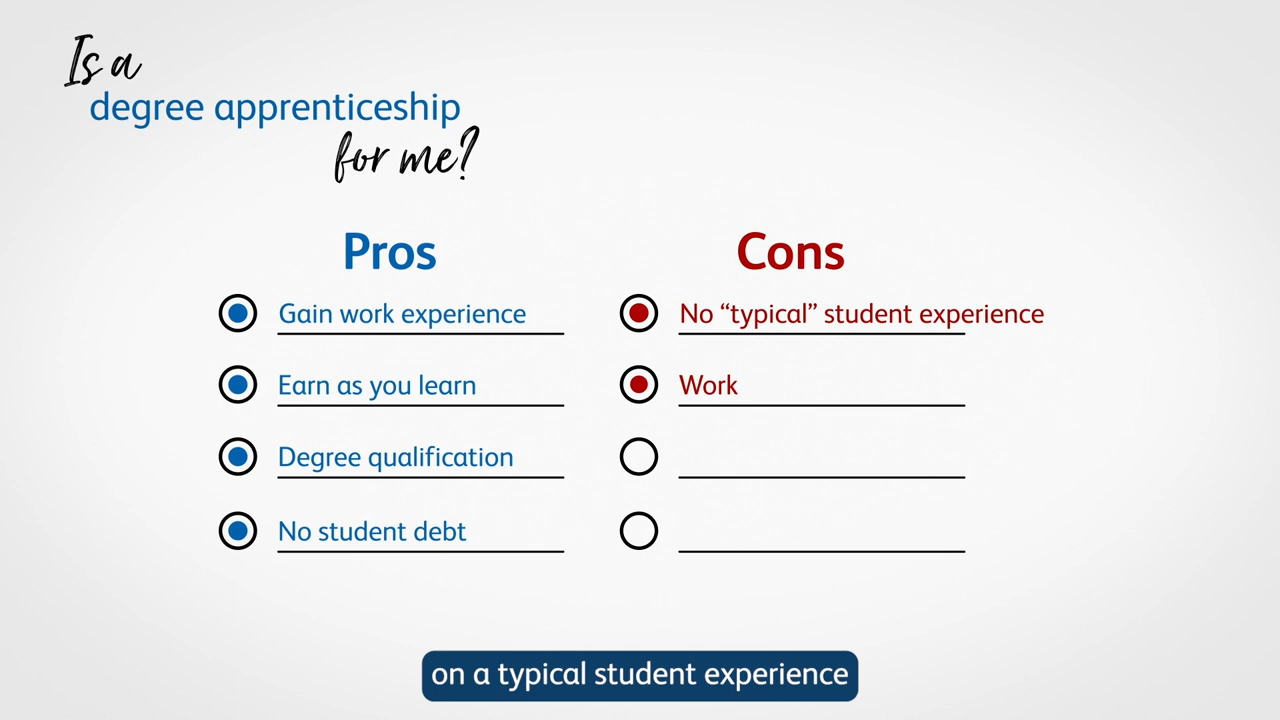 Is a
degree apprenticeship
for me?
Pros
Cons
Gain work experience
No “typical” student experience
Earn as you learn
Work
Degree qualification
No student debt
on a typical student experience